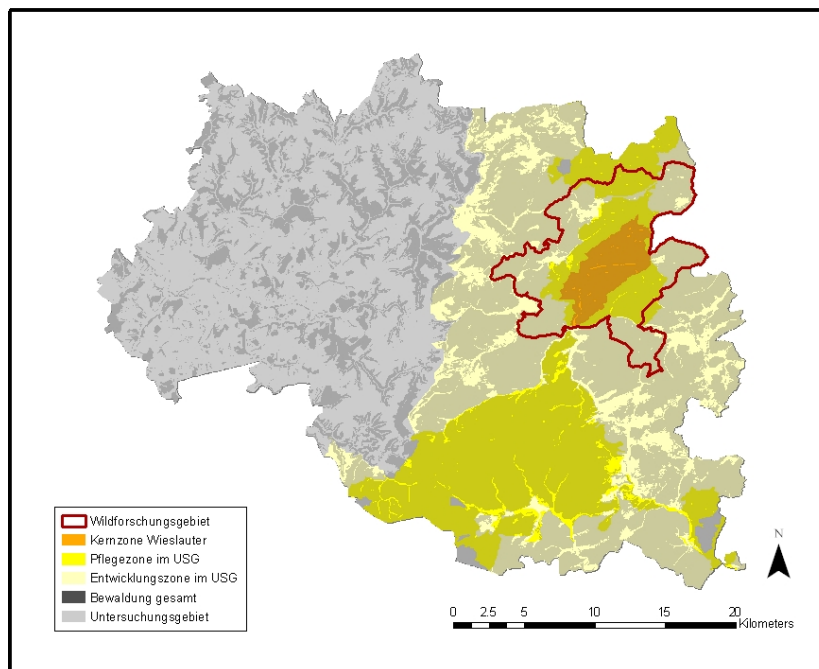 Wildforschungsgebiet
Kernzone Wieslauter
Pflegezone im USG
Entwicklungszone im USG
Bewaldung gesamt
Untersuchungsgebiet
N
0 2.5 5 10 15 20
Kilometers